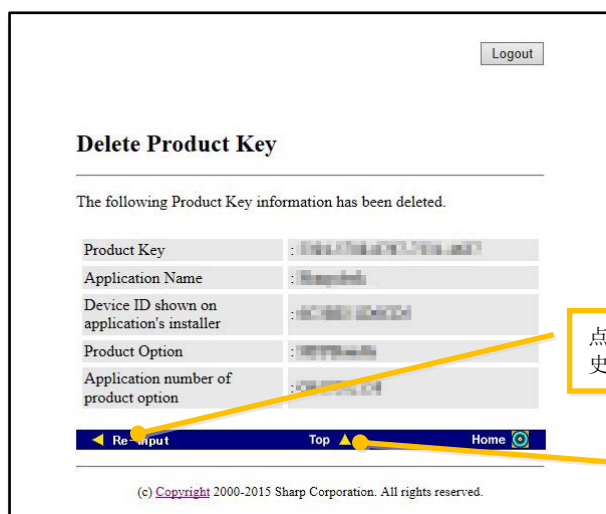 Logout
Delete Product Key
The following Product Key information has been deleted.
Product Key :
Application Name :
Device ID shown on
application's installer :
Product Option :
Application number of
product option :
点
史
Re-Input Top Home
(c) Copyright 2000-2015 Sharp Corporation. All rights reserved.